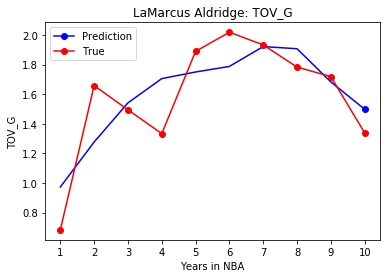 LaMarcus Aldridge: TOV_G
Prediction
True
2.0
1.8
1.6
1.4
1.2
1.0
0.8
TOV_G
1 2 3 4 5 6 7 8 9 10
Years in NBA